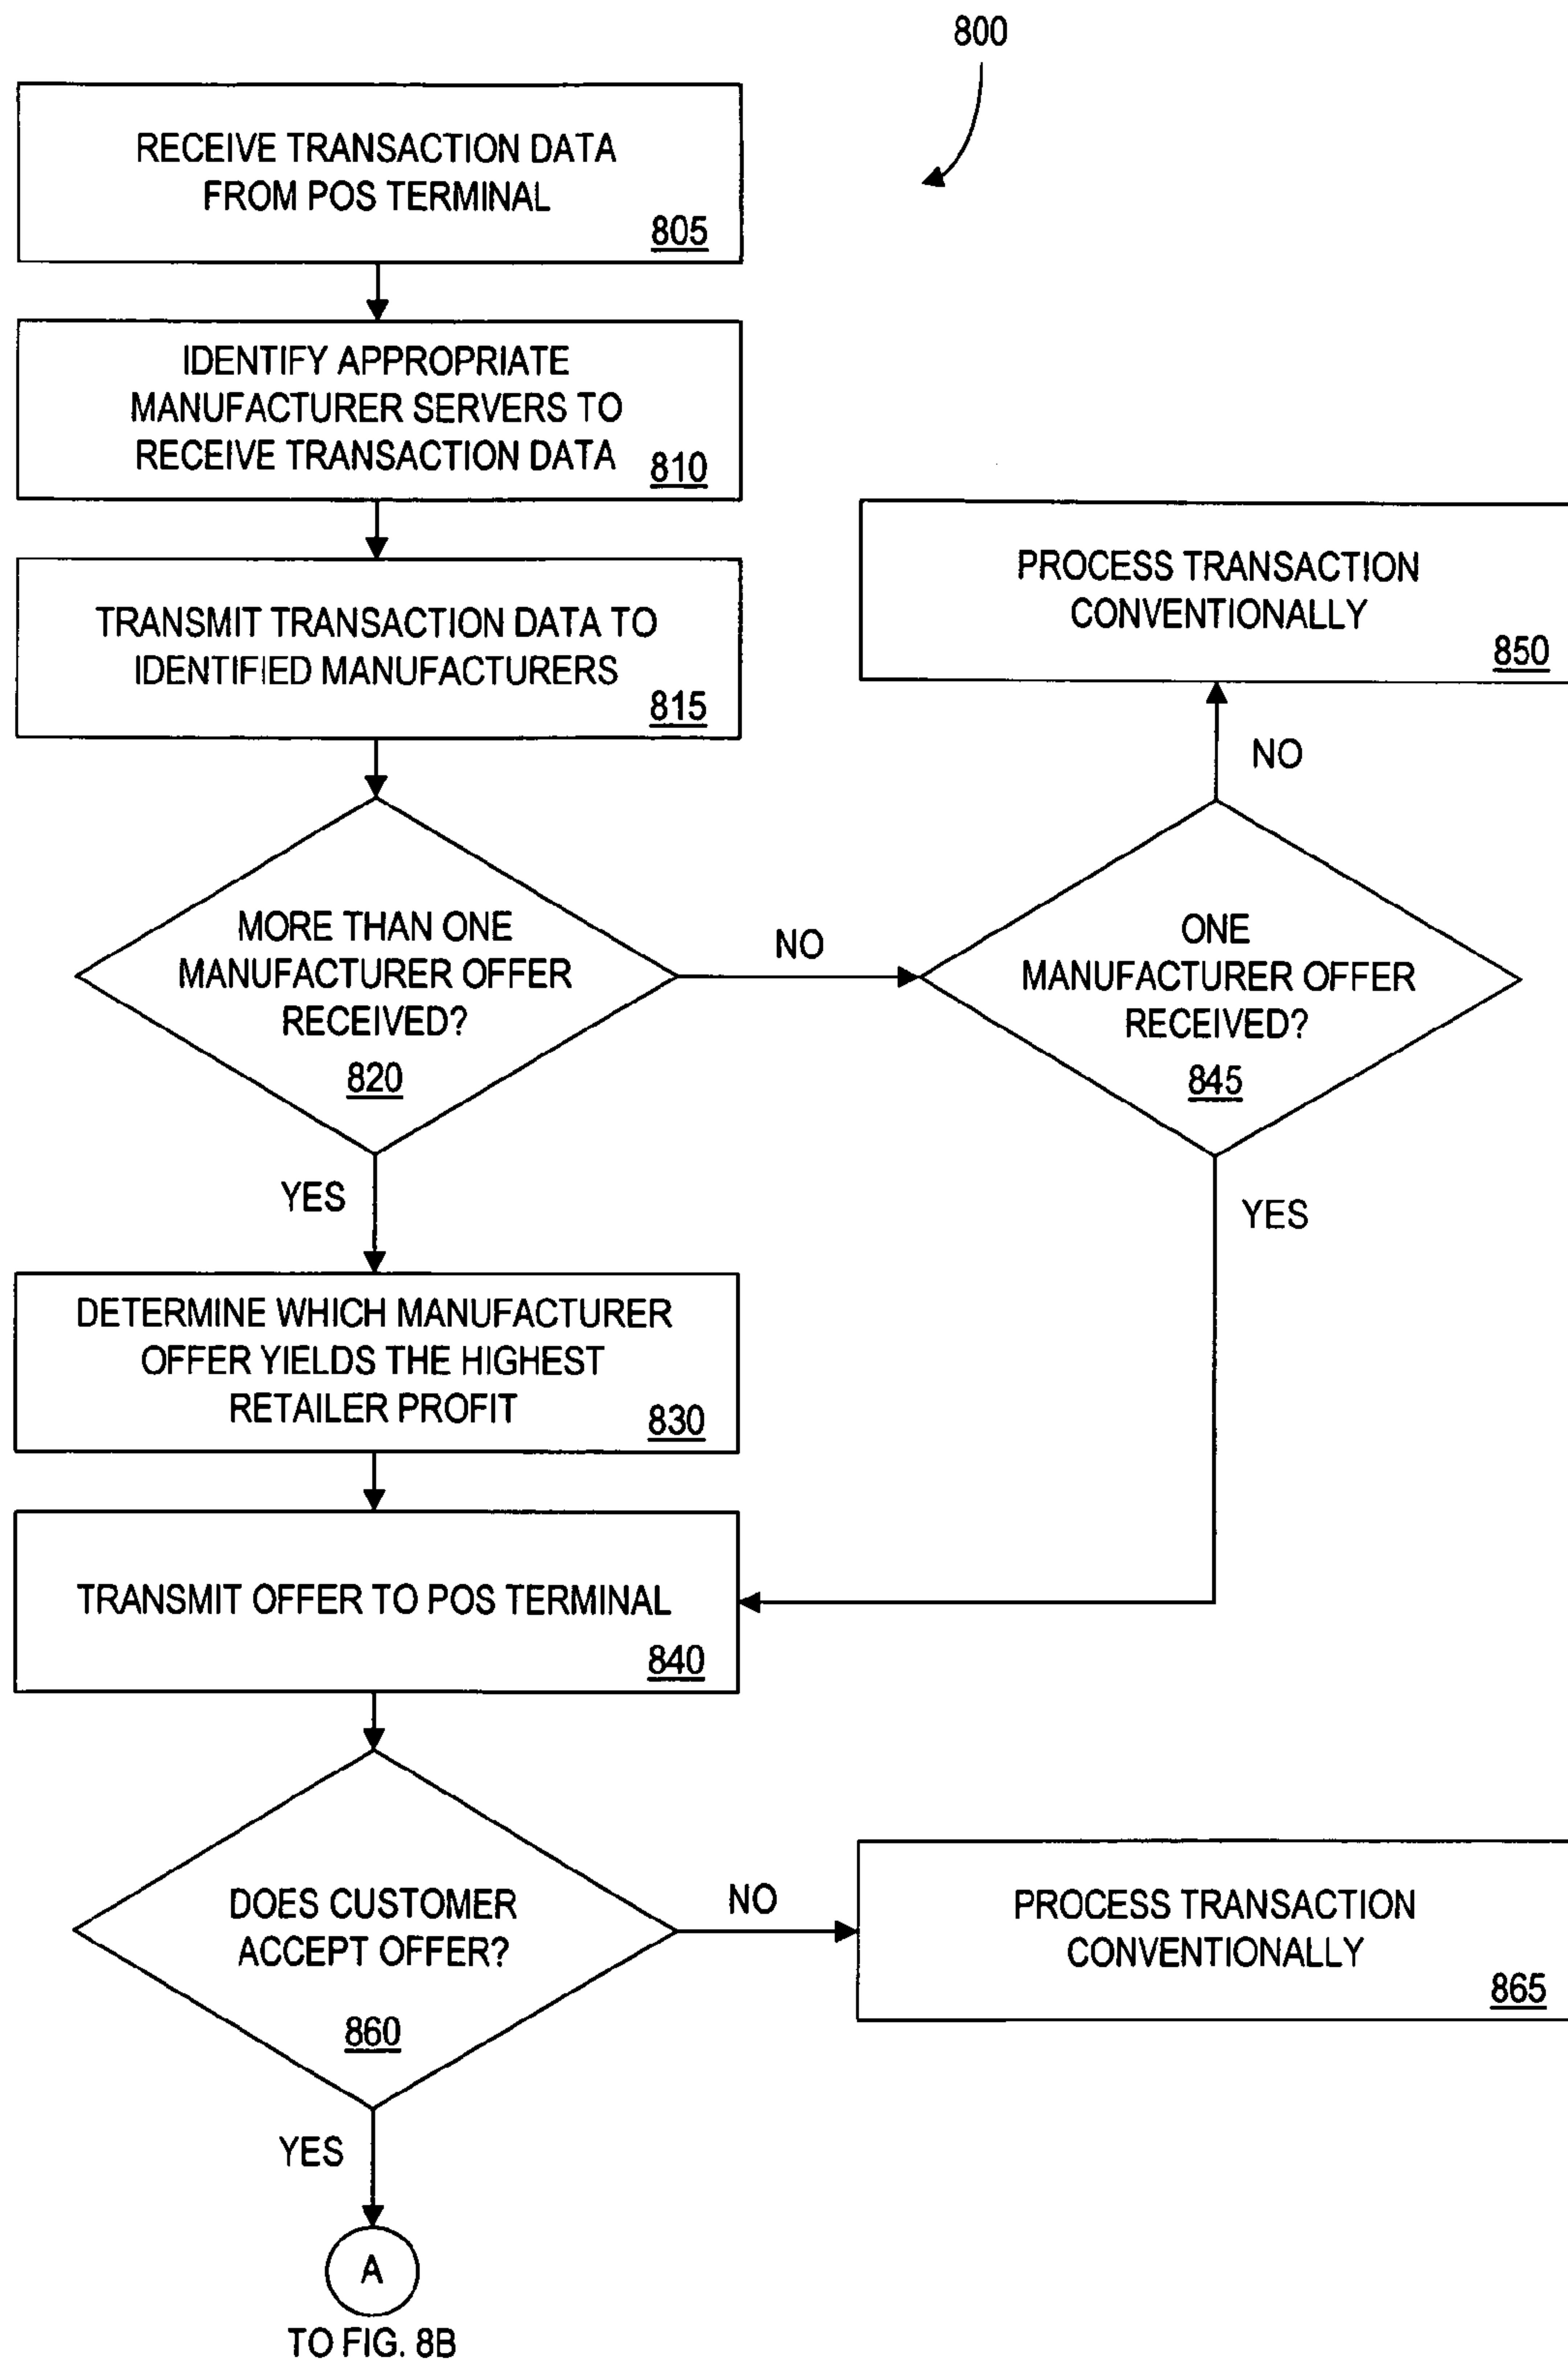 800
RECEIVE TRANSACTION DATA
FROM POS TERMINAL
805
IDENTIFY APPROPRIATE
MANUFACTURER SERVERS TO
RECEIVE TRANSACTION DATA
810
TRANSMIT TRANSACTION DATA TO
IDENTIFIED MANUFACTURERS
815
PROCESS TRANSACTION
CONVENTIONALLY
850
NO
MORE THAN ONE
MANUFACTURER OFFER
RECEIVED?
820
NO
ONE
MANUFACTURER OFFER
RECEIVED?
845
YES
YES
DETERMINE WHICH MANUFACTURER
OFFER YIELDS THE HIGHEST
RETAILER PROFIT
830
TRANSMIT OFFER TO POS TERMINAL
840
DOES CUSTOMER
ACCEPT OFFER?
860
NO
PROCESS TRANSACTION
CONVENTIONALLY
865
YES
A
TO FIG. 8B